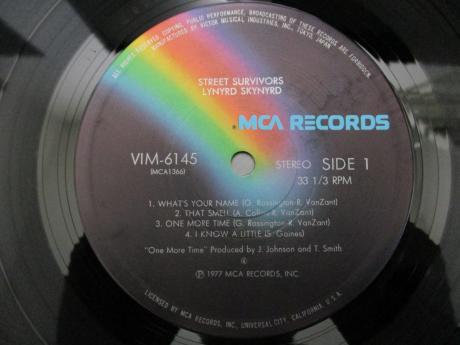 ALL RIGHTS RESERVED. COPYING, PUBLIC PERFORMANCE, BROADCASTING OF THESE RECORDS ARE FORBIDDEN.
MANUFACTURED BY VICTOR MUSICAL INDUSTRIES, INC., TOKYO, JAPAN
STREET SURVIVORS
LYNYRD SKYNYRD
MCA RECORDS
VIM-6145
(MCA1366)
STEREO SIDE 1
33 1/3 RPM
1. WHAT'S YOUR NAME (G. Rossington-R. VanZant)
2. THAT SMELL (A. Collins-R. VanZant)
3. ONE MORE TIME (G. Rossington-R. VanZant)
4. I KNOW A LITTLE (S. Gaines)
"One More Time" Produced by J. Johnson and T. Smith
Ⓟ 1977 MCA RECORDS, INC.
LICENSED BY MCA RECORDS, INC., UNIVERSAL CITY, CALIFORNIA U.S.A.